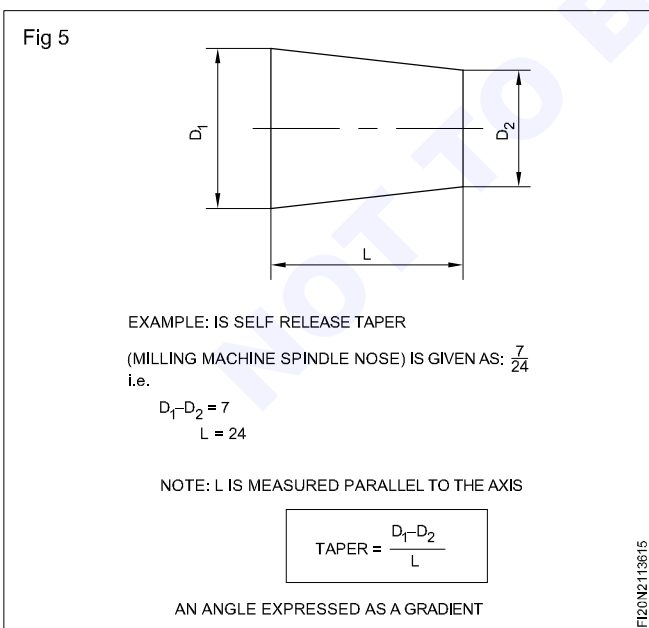 Fig 5
D1
D2
L
EXAMPLE: IS SELF RELEASE TAPER
(MILLING MACHINE SPINDLE NOSE) IS GIVEN AS: 7/24
i.e.
D1–D2 = 7
L = 24
NOTE: L IS MEASURED PARALLEL TO THE AXIS
TAPER = D1–D2 / L
AN ANGLE EXPRESSED AS A GRADIENT
FI20N2113615
NOT TO B